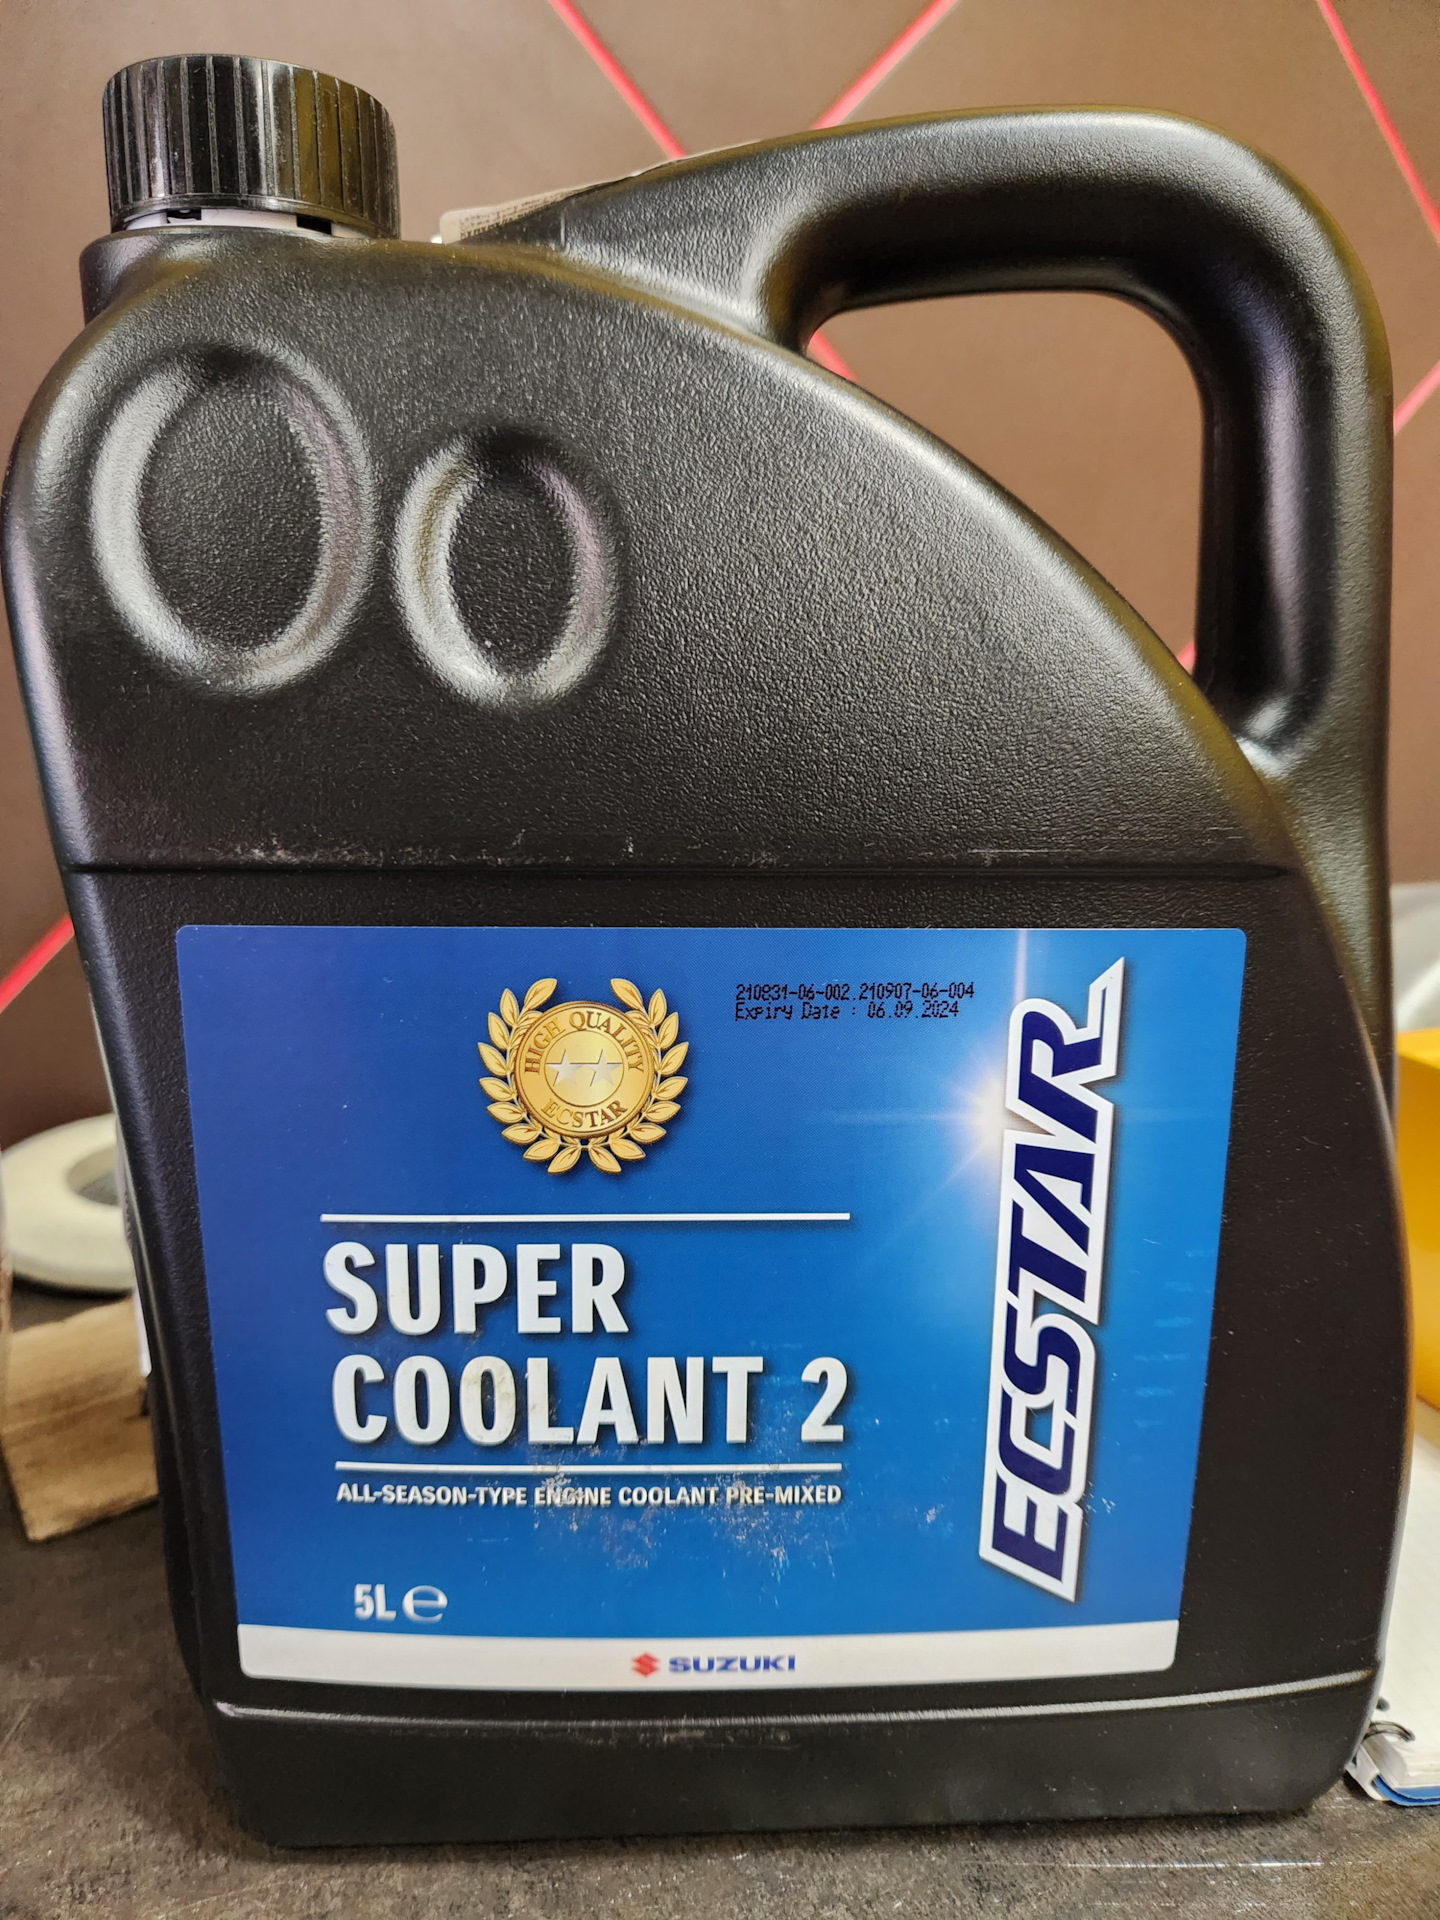 210831-06-002.210907-06-004
Expiry Date : 06.09.2024
HIGH QUALITY
ECSTAR
ECSTAR
SUPER
COOLANT 2
ALL-SEASON-TYPE ENGINE COOLANT PRE-MIXED
5L ℮
SUZUKI